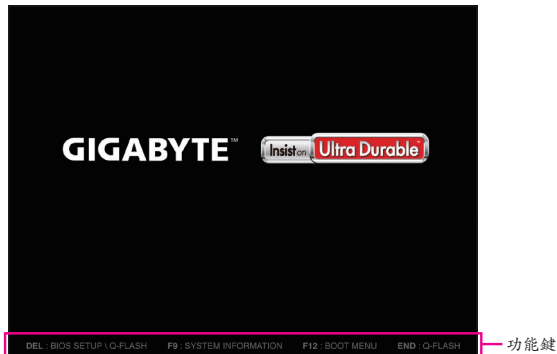 GIGABYTE™ Insist on Ultra Durable™
DEL : BIOS SETUP \ Q-FLASH F9 : SYSTEM INFORMATION F12 : BOOT MENU END : Q-FLASH 功能鍵